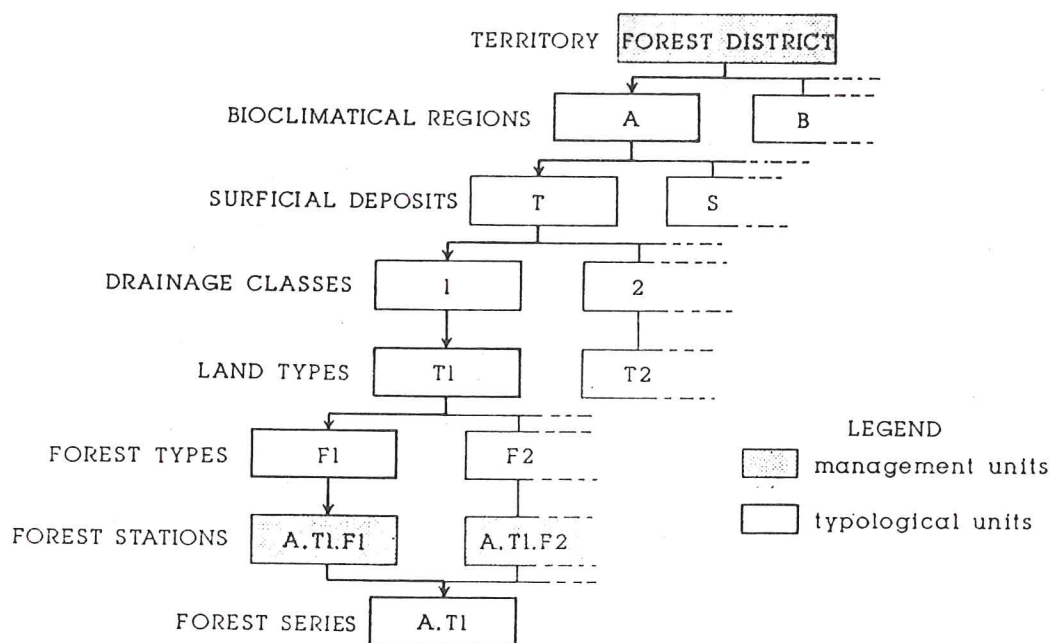 TERRITORY FOREST DISTRICT
BIOCLIMATICAL REGIONS A B
SURFICIAL DEPOSITS T S
DRAINAGE CLASSES 1 2
LAND TYPES T1 T2
FOREST TYPES F1 F2
FOREST STATIONS A.T1.F1 A.T1.F2
FOREST SERIES A.T1
LEGEND
management units
typological units